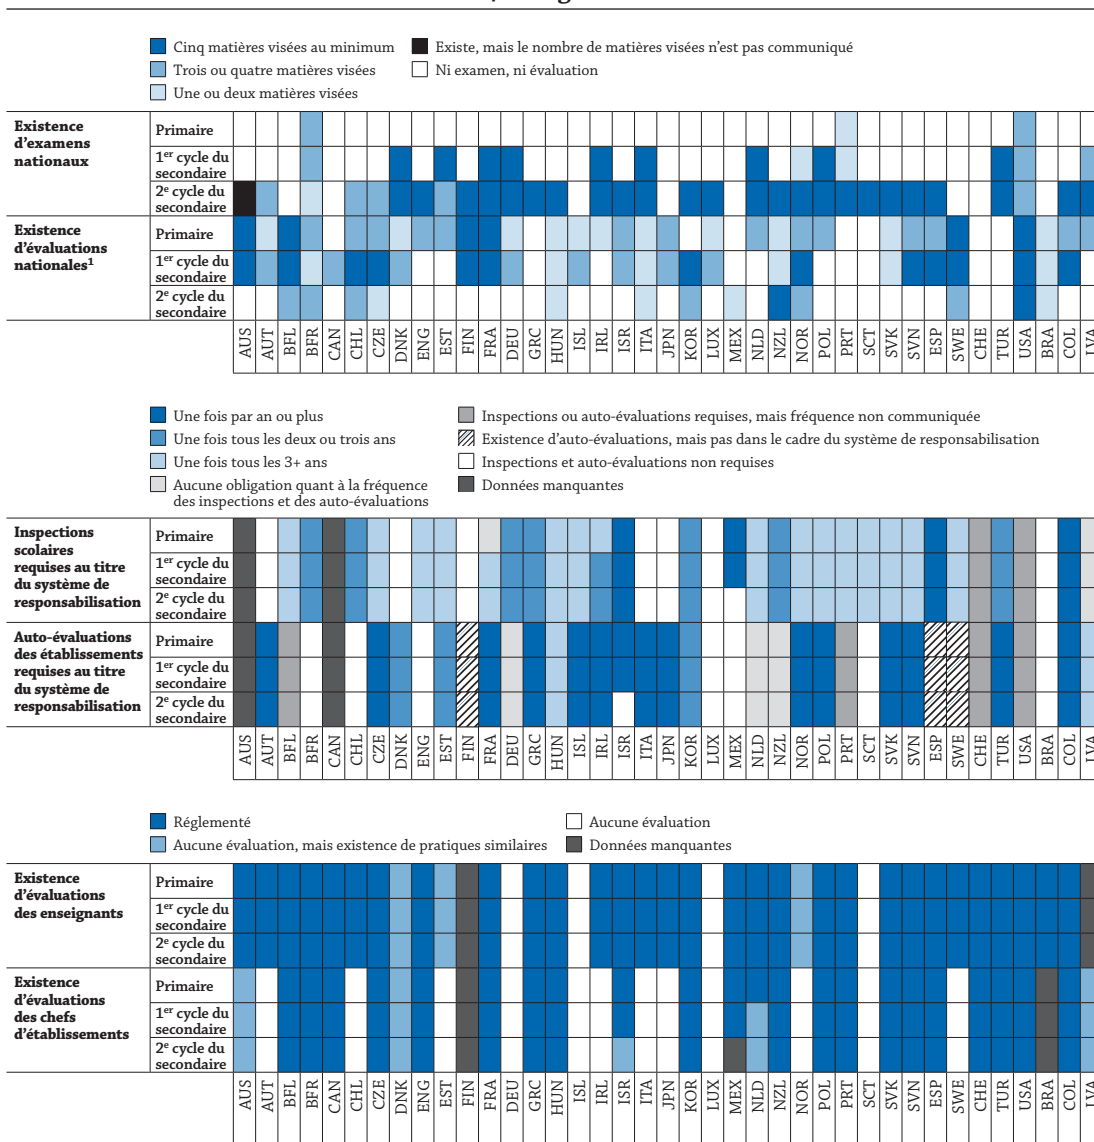 Cinq matières visées au minimum
Existe, mais le nombre de matières visées n'est pas communiqué
Trois ou quatre matières visées
Ni examen, ni évaluation
Une ou deux matières visées
Existence
d'examens
nationaux
Primaire
1er cycle du
secondaire
2e cycle du
secondaire
Existence
d'évaluations
nationales1
Primaire
1er cycle du
secondaire
2e cycle du
secondaire
AUS AUT BFL BFR CAN CHL CZE DNK ENG EST FIN FRA DEU GRC HUN ISL IRL ISR ITA JPN KOR LUX MEX NLD NZL NOR POL PRT SCT SVK SVN ESP SWE CHE TUR USA BRA COL LVA
Une fois par an ou plus
Inspections ou auto-évaluations requises, mais fréquence non communiquée
Une fois tous les deux ou trois ans
Existence d'auto-évaluations, mais pas dans le cadre du système de responsabilisation
Une fois tous les 3+ ans
Inspections et auto-évaluations non requises
Aucune obligation quant à la fréquence
des inspections et des auto-évaluations
Données manquantes
Inspections
scolaires
requises au titre
du système de
responsabilisation
Primaire
1er cycle du
secondaire
2e cycle du
secondaire
Auto-évaluations
des établissements
requises au titre
du système de
responsabilisation
Primaire
1er cycle du
secondaire
2e cycle du
secondaire
AUS AUT BFL BFR CAN CHL CZE DNK ENG EST FIN FRA DEU GRC HUN ISL IRL ISR ITA JPN KOR LUX MEX NLD NZL NOR POL PRT SCT SVK SVN ESP SWE CHE TUR USA BRA COL LVA
Réglementé
Aucune évaluation
Aucune évaluation, mais existence de pratiques similaires
Données manquantes
Existence
d'évaluations
des enseignants
Primaire
1er cycle du
secondaire
2e cycle du
secondaire
Existence
d'évaluations
des chefs
d'établissements
Primaire
1er cycle du
secondaire
2e cycle du
secondaire
AUS AUT BFL BFR CAN CHL CZE DNK ENG EST FIN FRA DEU GRC HUN ISL IRL ISR ITA JPN KOR LUX MEX NLD NZL NOR POL PRT SCT SVK SVN ESP SWE CHE TUR USA BRA COL LVA